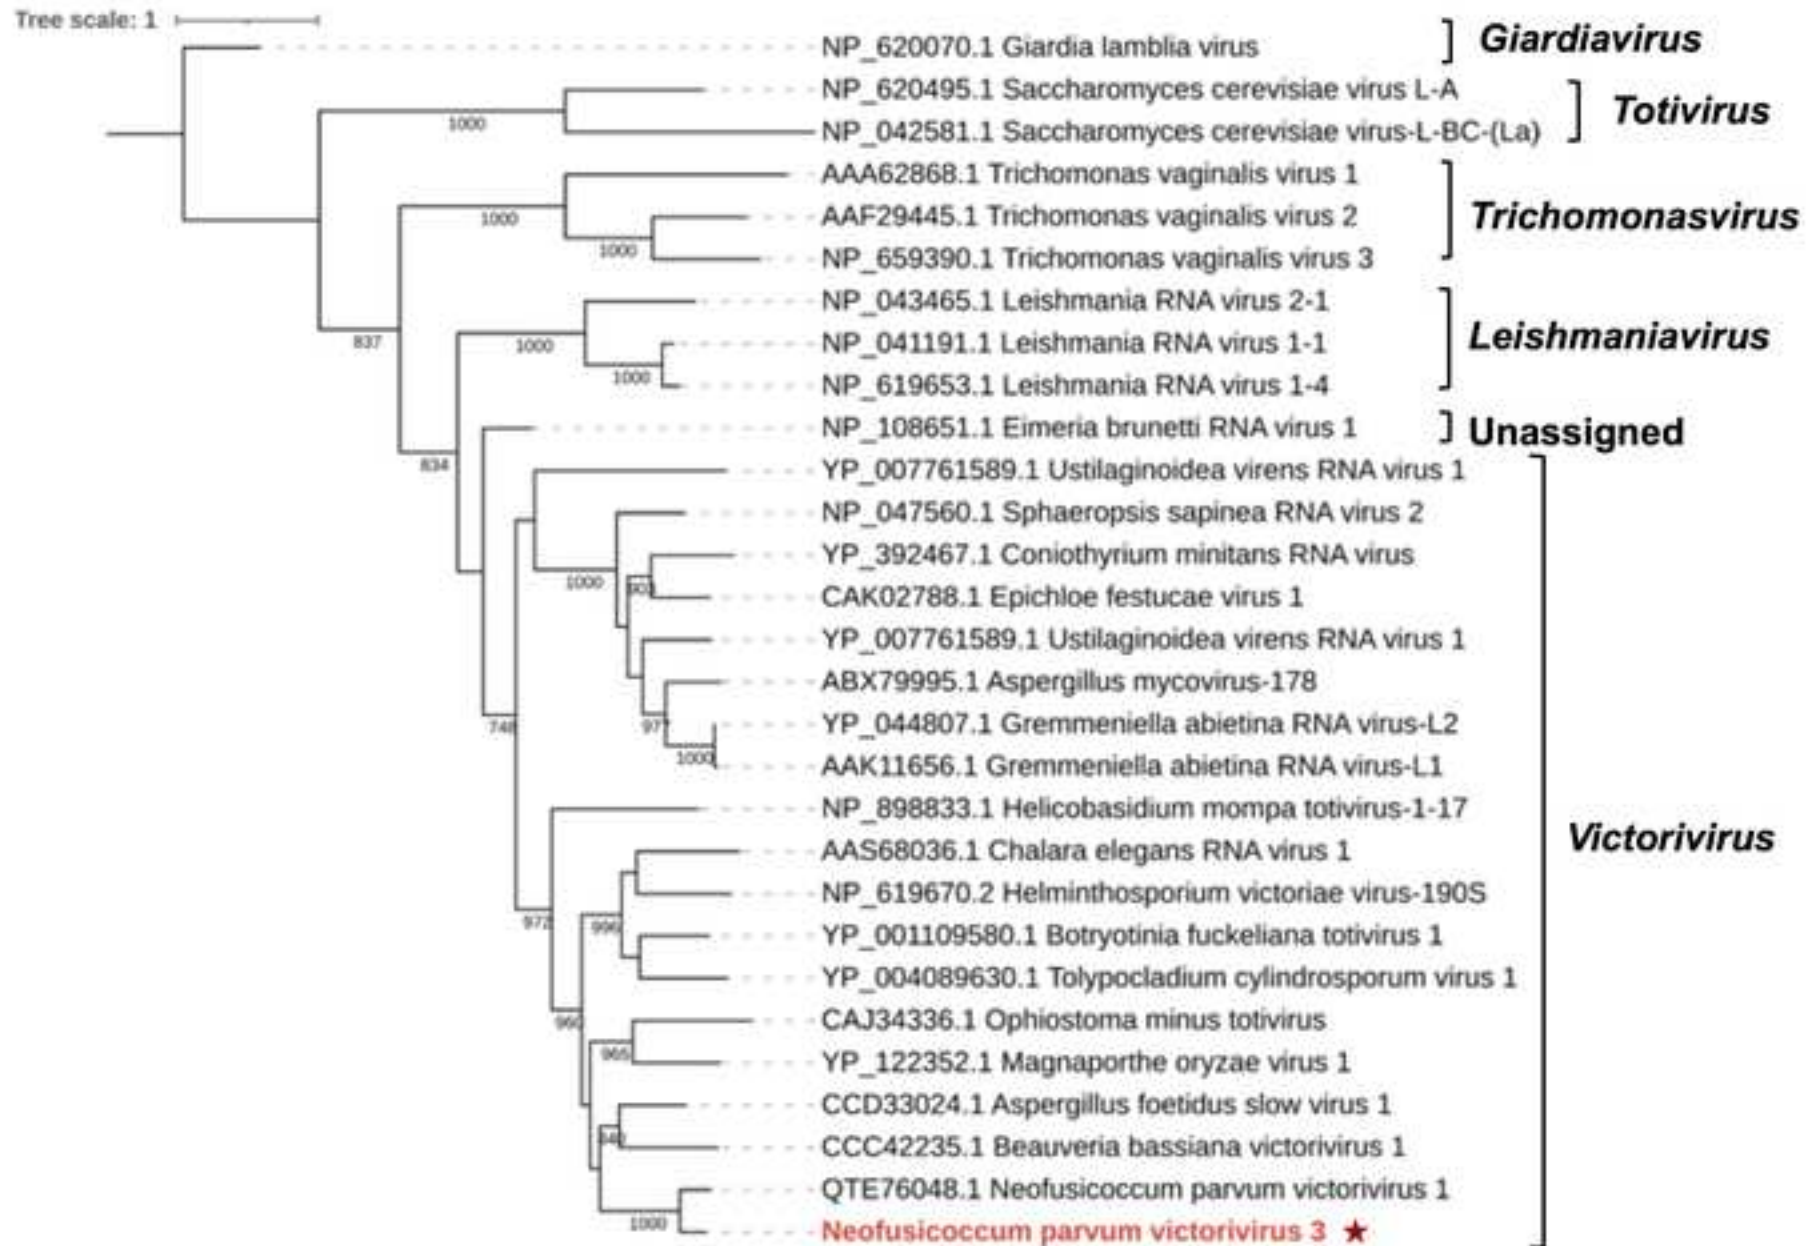 Tree scale: 1
NP_620070.1 Giardia lamblia virus
Giardiavirus
NP_620495.1 Saccharomyces cerevisiae virus L-A
1000
Totivirus
NP_042581.1 Saccharomyces cerevisiae virus-L-BC-(La)
AAA62868.1 Trichomonas vaginalis virus 1
1000
AAF29445.1 Trichomonas vaginalis virus 2
Trichomonasvirus
1000
NP_659390.1 Trichomonas vaginalis virus 3
NP_043465.1 Leishmania RNA virus 2-1
837
1000
NP_041191.1 Leishmania RNA virus 1-1
Leishmaniavirus
1000
NP_619653.1 Leishmania RNA virus 1-4
NP_108651.1 Eimeria brunetti RNA virus 1
Unassigned
834
YP_007761589.1 Ustilaginoidea virens RNA virus 1
NP_047560.1 Sphaeropsis sapinea RNA virus 2
YP_392467.1 Coniothyrium minitans RNA virus
1000
CAK02788.1 Epichloe festucae virus 1
YP_007761589.1 Ustilaginoidea virens RNA virus 1
ABX79995.1 Aspergillus mycovirus-178
748
977
YP_044807.1 Gremmeniella abietina RNA virus-L2
1000
AAK11656.1 Gremmeniella abietina RNA virus-L1
NP_898833.1 Helicobasidium mompa totivirus-1-17
Victorivirus
AAS68036.1 Chalara elegans RNA virus 1
NP_619670.2 Helminthosporium victoriae virus-190S
972
996
YP_001109580.1 Botryotinia fuckeliana totivirus 1
YP_004089630.1 Tolypocladium cylindrosporum virus 1
960
CAJ34336.1 Ophiostoma minus totivirus
965
YP_122352.1 Magnaporthe oryzae virus 1
CCD33024.1 Aspergillus foetidus slow virus 1
CCC42235.1 Beauveria bassiana victorivirus 1
QTE76048.1 Neofusicoccum parvum victorivirus 1
1000
Neofusicoccum parvum victorivirus 3